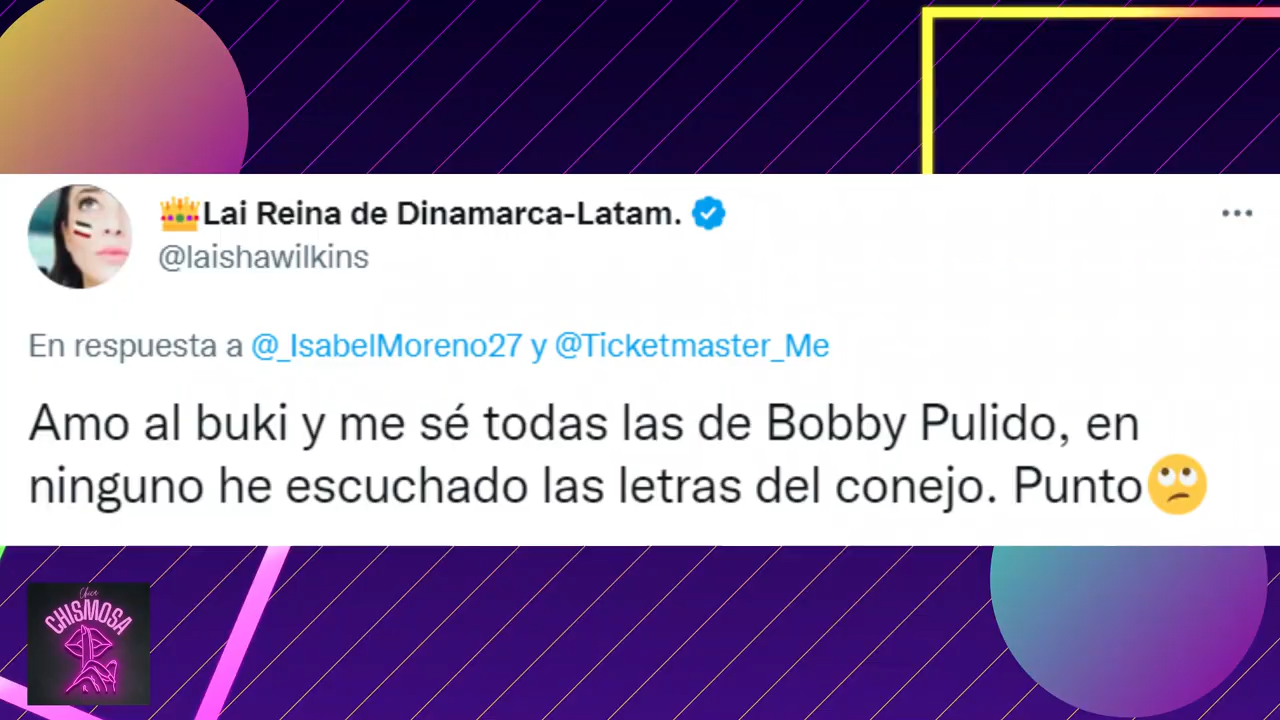 👑Lai Reina de Dinamarca-Latam.
@laishawilkins
En respuesta a @_IsabelMoreno27 y @Ticketmaster_Me
Amo al buki y me sé todas las de Bobby Pulido, en
ninguno he escuchado las letras del conejo. Punto🙄
Chica
CHISMOSA